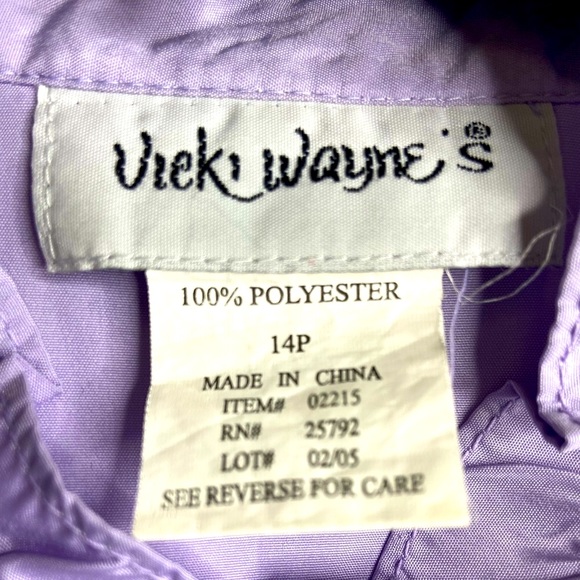 Vicki Wayne's®
100% POLYESTER
14P
MADE IN CHINA
ITEM# 02215
RN# 25792
LOT# 02/05
SEE REVERSE FOR CARE